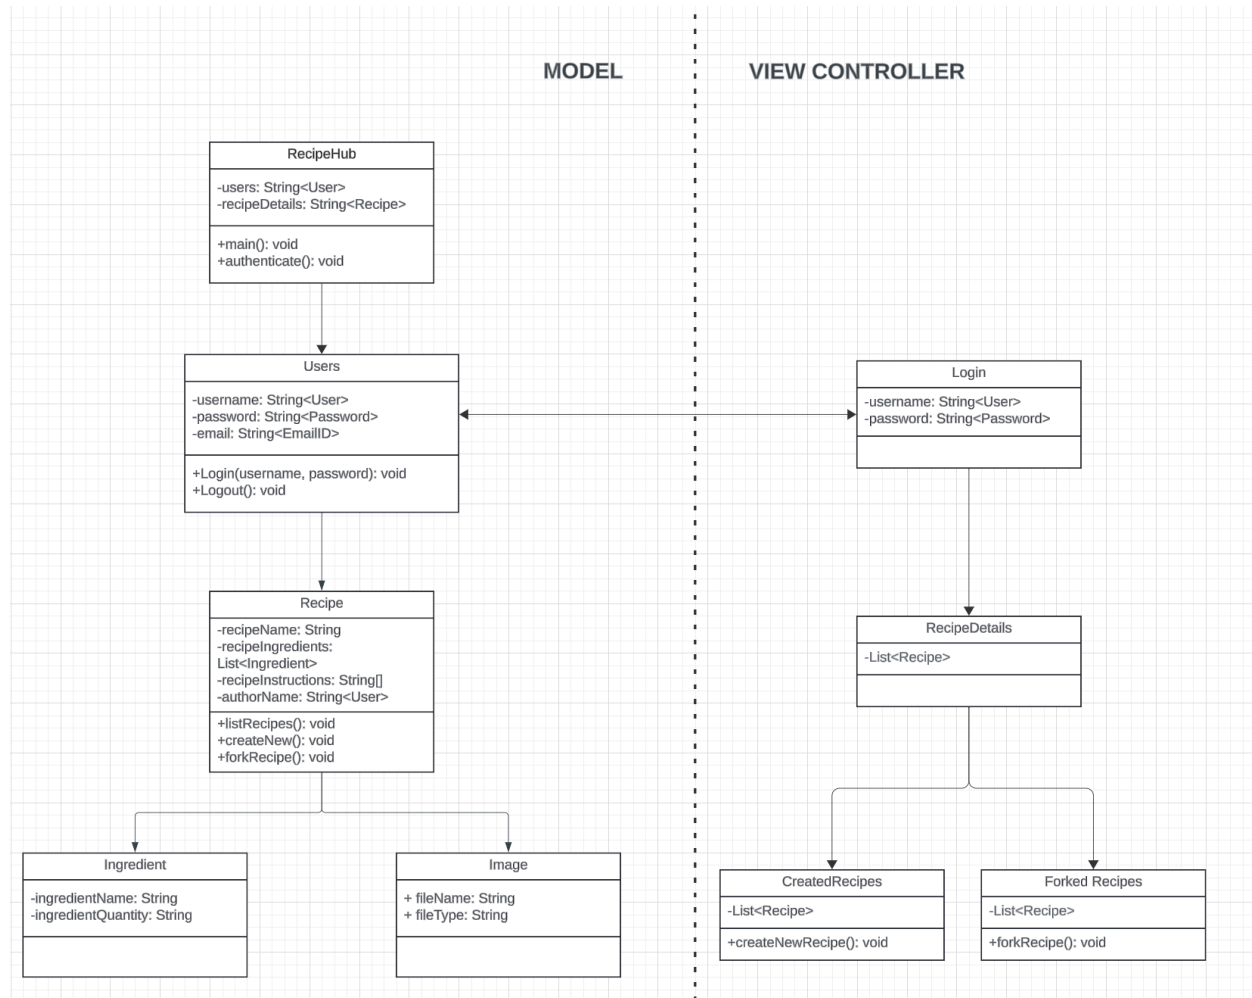 MODEL
VIEW CONTROLLER
RecipeHub
-users: String<User>
-recipeDetails: String<Recipe>
+main(): void
+authenticate(): void
Users
-username: String<User>
-password: String<Password>
-email: String<EmailID>
+Login(username, password): void
+Logout(): void
Login
-username: String<User>
-password: String<Password>
Recipe
-recipeName: String
-recipeIngredients:
List<Ingredient>
-recipeInstructions: String[]
-authorName: String<User>
+listRecipes(): void
+createNew(): void
+forkRecipe(): void
RecipeDetails
-List<Recipe>
Ingredient
-ingredientName: String
-ingredientQuantity: String
Image
+ fileName: String
+ fileType: String
CreatedRecipes
-List<Recipe>
+createNewRecipe(): void
Forked Recipes
-List<Recipe>
+forkRecipe(): void